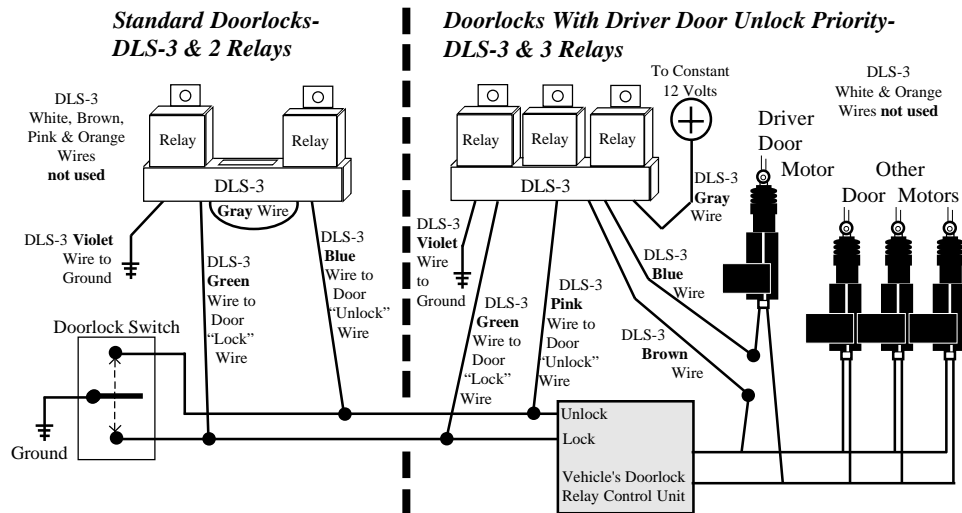 Standard Doorlocks-
DLS-3 & 2 Relays
DLS-3
White, Brown,
Pink & Orange
Wires
not used
Relay
Relay
DLS-3
Gray Wire
DLS-3 Violet
Wire to
Ground
DLS-3
Green
Wire to
Door
“Lock”
Wire
DLS-3
Blue
Wire to
Door
"Unlock”
Wire
Doorlock Switch
Ground
Doorlocks With Driver Door Unlock Priority-
DLS-3 & 3 Relays
To Constant
12 Volts
DLS-3
White & Orange
Wires not used
Relay
Relay
Relay
DLS-3
DLS-3
Gray
Wire
Driver
Door
Motor
Other
Door
Motors
DLS-3
Violet
Wire
to
Ground
DLS-3
Green
Wire to
Door
“Lock”
Wire
DLS-3
Pink
Wire to
Door
“Unlock”
Wire
DLS-3
Blue
Wire
DLS-3
Brown
Wire
Unlock
Lock
Vehicle's Doorlock
Relay Control Unit